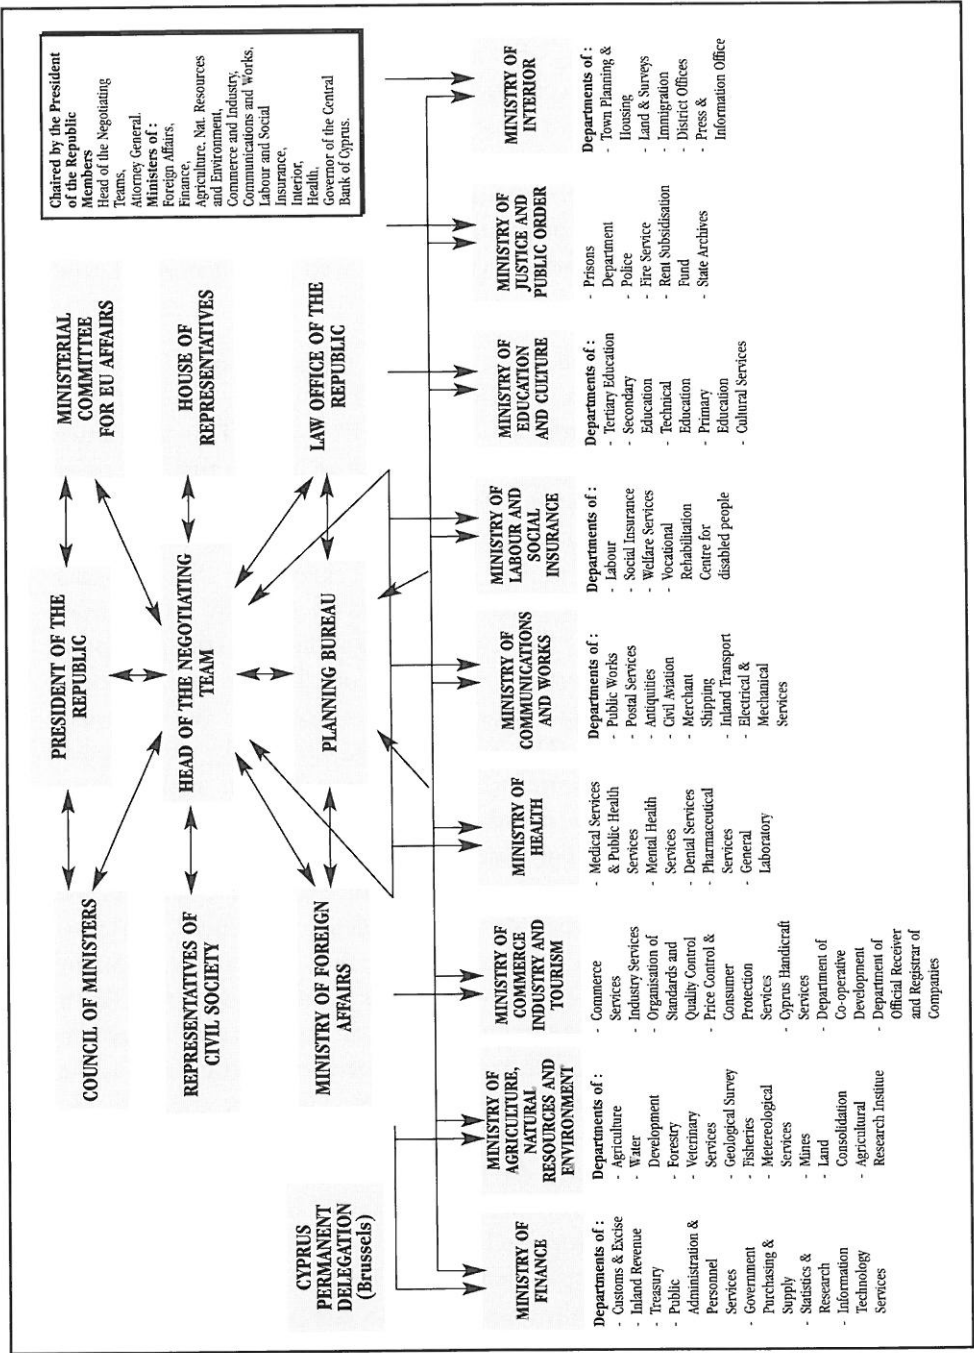 Chaired by the President
of the Republic
Members
Head of the Negotiating
Teams,
Attorney General.
Ministers of :
Foreign Affairs,
Finance,
Agriculture, Nat. Resources
and Environment,
Commerce and Industry,
Communications and Works,
Labour and Social
Insurance,
Interior,
Health,
Governor of the Central
Bank of Cyprus.
COUNCIL OF MINISTERS
PRESIDENT OF THE
REPUBLIC
MINISTERIAL
COMMITTEE
FOR EU AFFAIRS
REPRESENTATIVES OF
CIVIL SOCIETY
HEAD OF THE NEGOTIATING
TEAM
HOUSE OF
REPRESENTATIVES
CYPRUS
PERMANENT
DELEGATION
(Brussels)
MINISTRY OF FOREIGN
AFFAIRS
PLANNING BUREAU
LAW OFFICE OF THE
REPUBLIC
MINISTRY OF
FINANCE
Departments of :
- Customs & Excise
- Inland Revenue
- Treasury
- Public
Administration &
Personnel
Services
- Government
Purchasing &
Supply
- Statistics &
Research
- Information
Technology
Services
MINISTRY OF
AGRICULTURE,
NATURAL
RESOURCES AND
ENVIRONMENT
Departments of :
- Agriculture
- Water
Development
- Forestry
- Veterinary
Services
- Geological Survey
- Fisheries
- Metereological
Services
- Mines
- Land
Consolidation
- Agricultural
Research Institue
MINISTRY OF
COMMERCE
INDUSTRY AND
TOURISM
- Commerce
Services
- Industry Services
- Organisation of
Standards and
Quality Control
- Price Control &
Consumer
Protection
Services
- Cyprus Handicraft
Services
- Department of
Co-operative
Development
- Department of
Official Receiver
and Registrar of
Companies
MINISTRY OF
HEALTH
- Medical Services
& Public Health
Services
- Mental Health
Services
- Dental Services
- Pharmaceutical
Services
- General
Laboratory
MINISTRY OF
COMMUNICATIONS
AND WORKS
Departments of :
- Public Works
- Postal Services
- Antiquities
- Civil Aviation
- Merchant
Shipping
- Inland Transport
- Electrical &
Mechanical
Services
MINISTRY OF
LABOUR AND
SOCIAL
INSURANCE
Departments of :
- Labour
- Social Insurance
- Welfare Services
- Vocational
Rehabilitation
Centre for
disabled people
MINISTRY OF
EDUCATION
AND CULTURE
Departments of :
- Tertiary Education
- Secondary
Education
- Technical
Education
- Primary
Education
- Cultural Services
MINISTRY OF
JUSTICE AND
PUBLIC ORDER
- Prisons
Department
- Police
- Fire Service
- Rent Subsidisation
Fund
- State Archives
MINISTRY OF
INTERIOR
Departments of :
- Town Planning &
Housing
- Land & Surveys
- Immigration
- District Offices
- Press &
Information Office